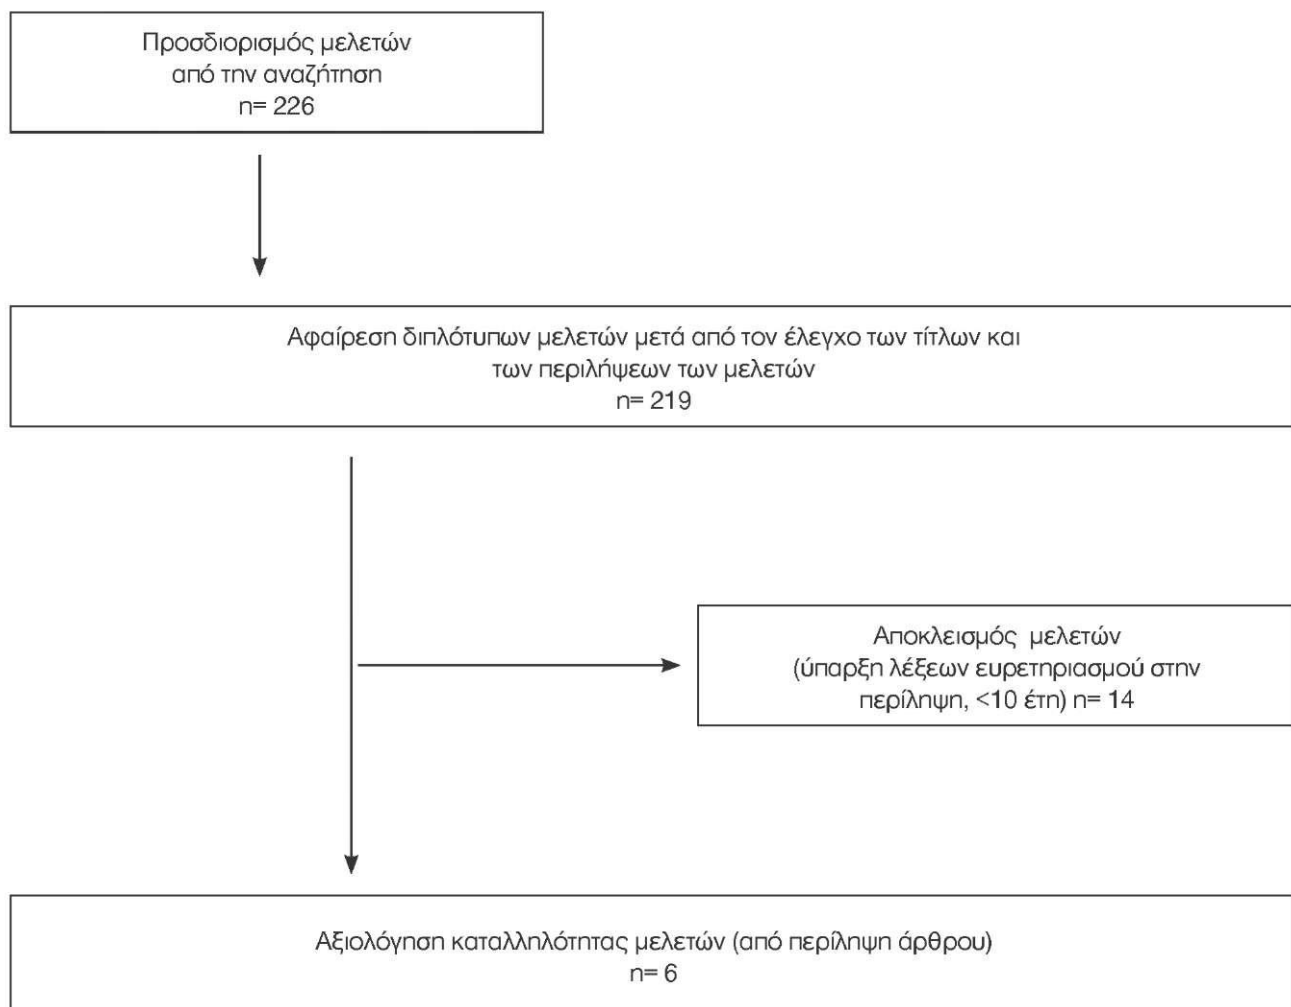 Προσδιορισμός μελετών
από την αναζήτηση
n= 226
Αφαίρεση διπλότυπων μελετών μετά από τον έλεγχο των τίτλων και
των περιλήψεων των μελετών
n= 219
Αποκλεισμός μελετών
(ύπαρξη λέξεων ευρετηριασμού στην
περίληψη, <10 έτη) n= 14
Αξιολόγηση καταλληλότητας μελετών (από περίληψη άρθρου)
n= 6